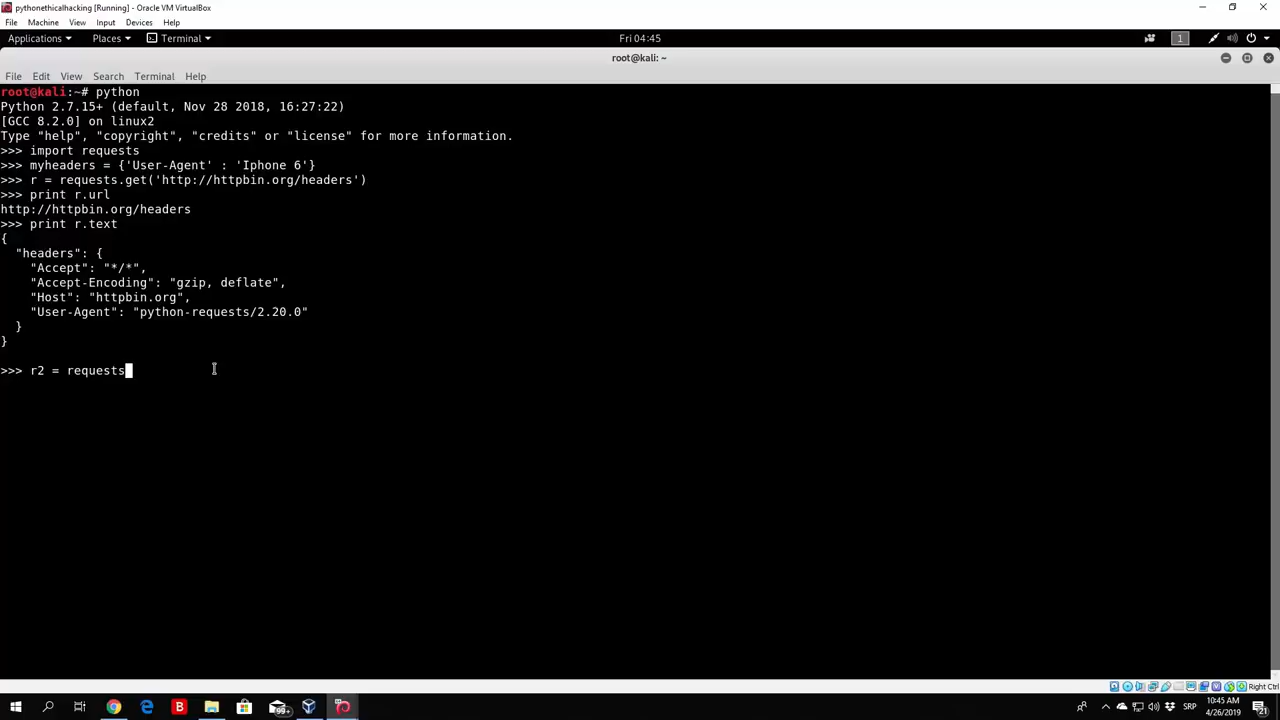 pythonethicalhacking [Running] - Oracle VM VirtualBox
File Machine View Input Devices Help
Applications Places Terminal Fri 04:45 1
root@kali: ~
File Edit View Search Terminal Help
root@kali:~# python
Python 2.7.15+ (default, Nov 28 2018, 16:27:22)
[GCC 8.2.0] on linux2
Type "help", "copyright", "credits" or "license" for more information.
>>> import requests
>>> myheaders = {'User-Agent' : 'Iphone 6'}
>>> r = requests.get('http://httpbin.org/headers')
>>> print r.url
http://httpbin.org/headers
>>> print r.text
{
  "headers": {
    "Accept": "*/*",
    "Accept-Encoding": "gzip, deflate",
    "Host": "httpbin.org",
    "User-Agent": "python-requests/2.20.0"
  }
}
>>> r2 = requests
Right Ctrl
B 99+ SRP 10:45 AM
4/26/2019 21